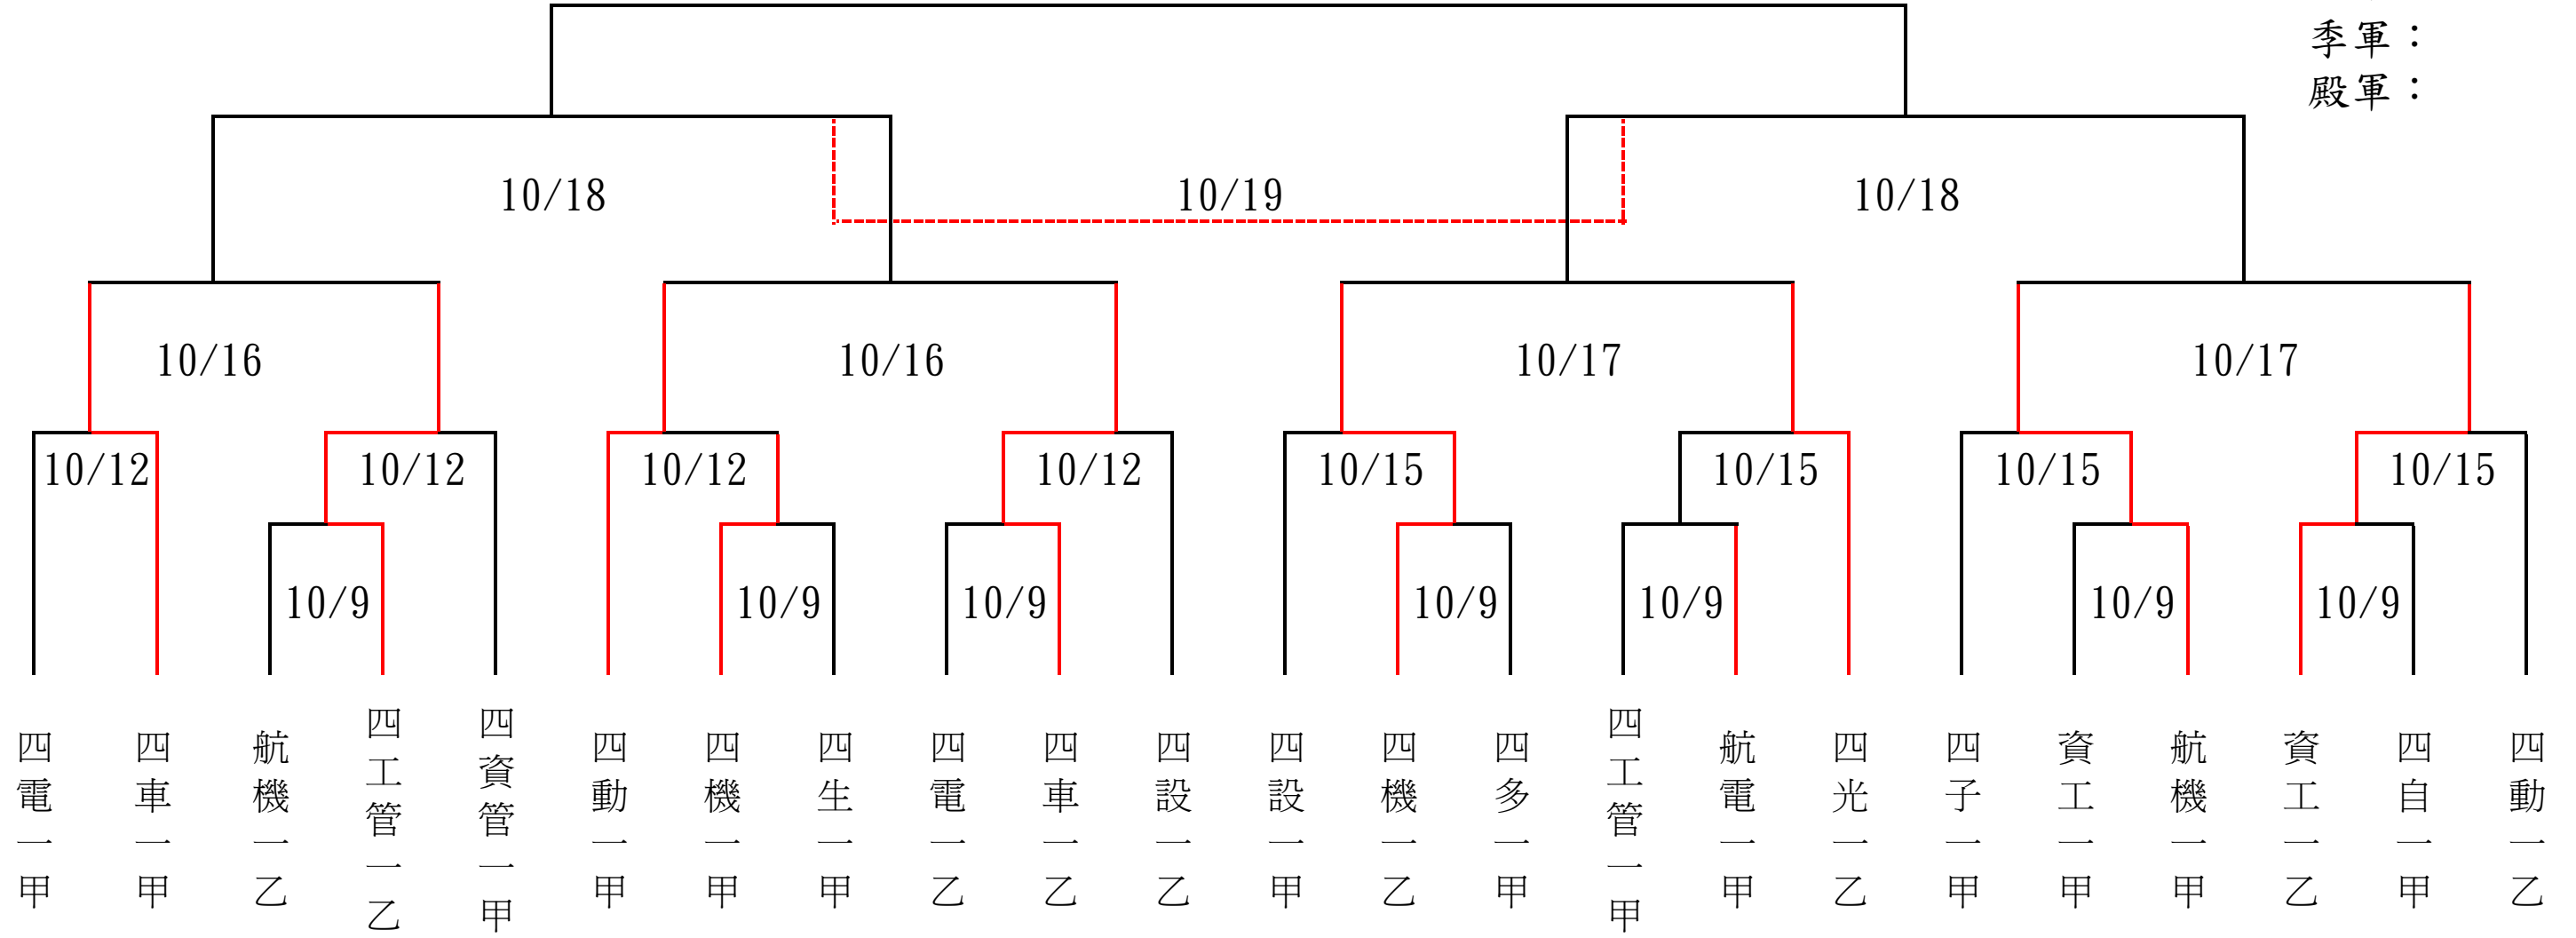 季軍：
殿軍：
10/18
10/19
10/18
10/16
10/16
10/17
10/17
10/12
10/12
10/12
10/12
10/15
10/15
10/15
10/15
10/9
10/9
10/9
10/9
10/9
10/9
10/9
四電一甲
四車一甲
航機一乙
四工管一乙
四資管一甲
四動一甲
四機一甲
四生一甲
四電一乙
四車一乙
四設一乙
四設一甲
四機一乙
四多一甲
四工管一甲
航電一甲
四光一乙
四子一甲
資工一甲
航機一甲
資工一乙
四自一甲
四動一乙